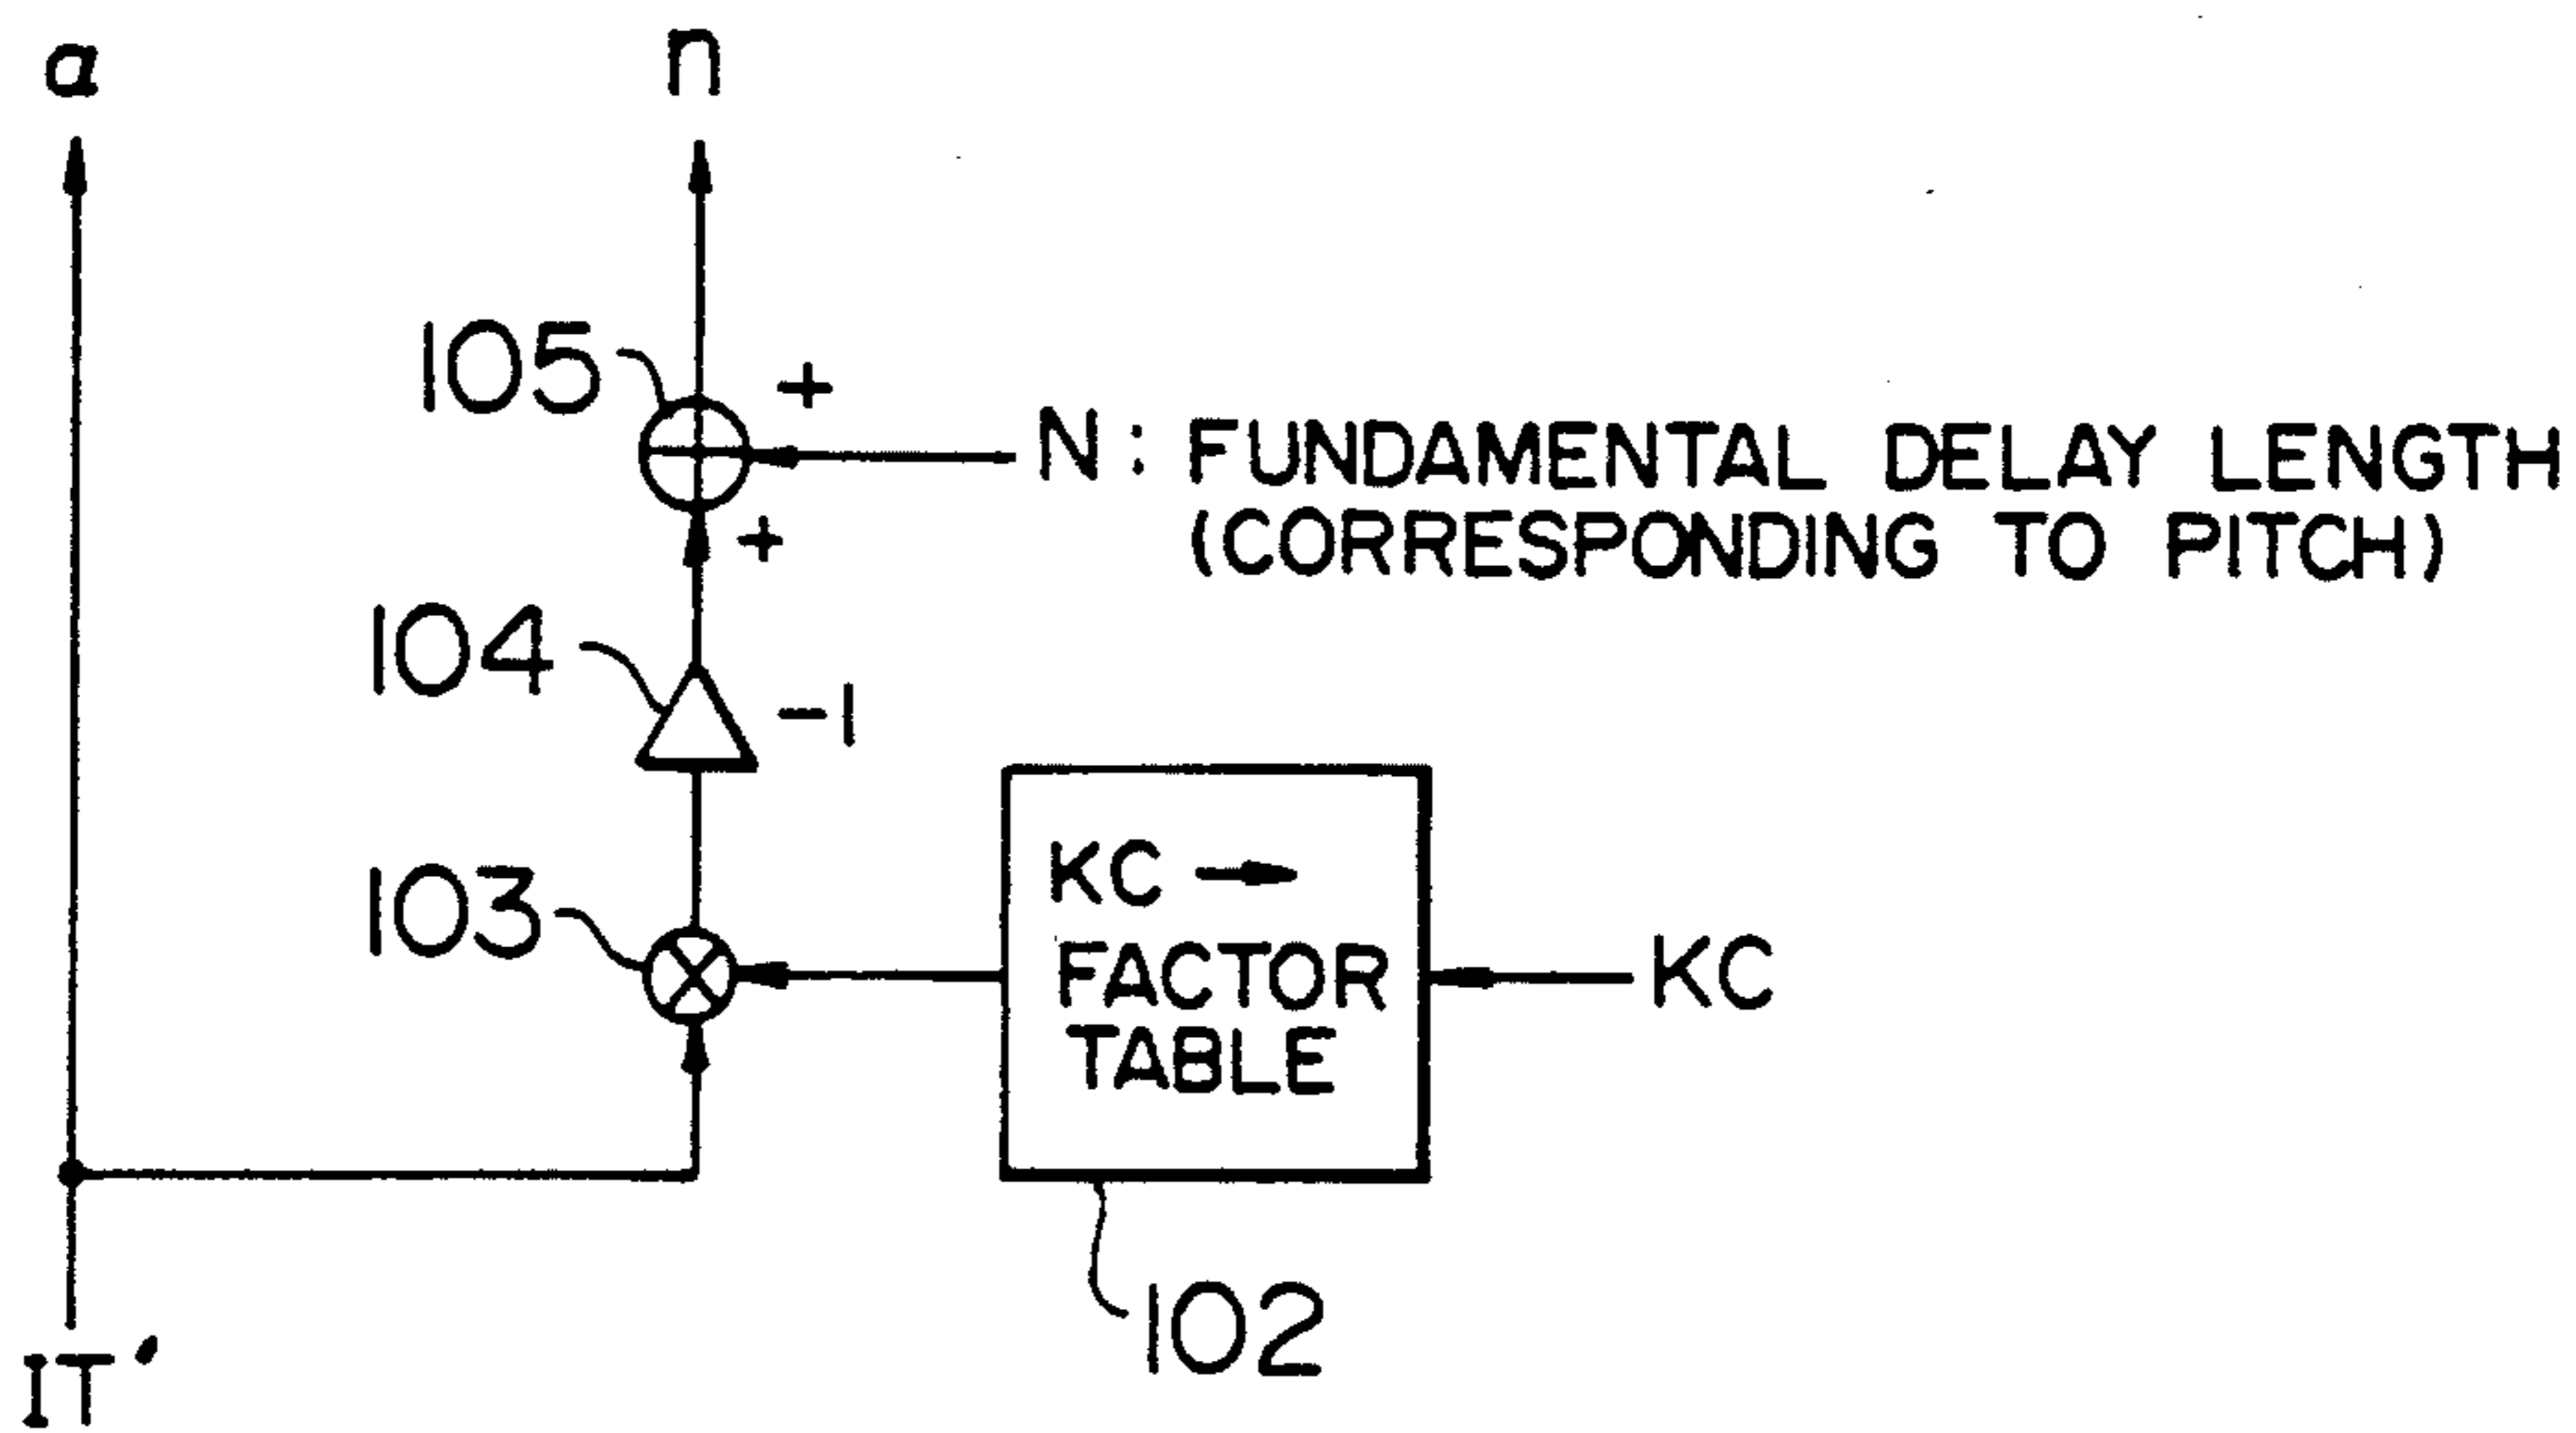 a
n
105
+
N: FUNDAMENTAL DELAY LENGTH
(CORRESPONDING TO PITCH)
+
104
-1
103
KC →
FACTOR
TABLE
KC
102
IT′